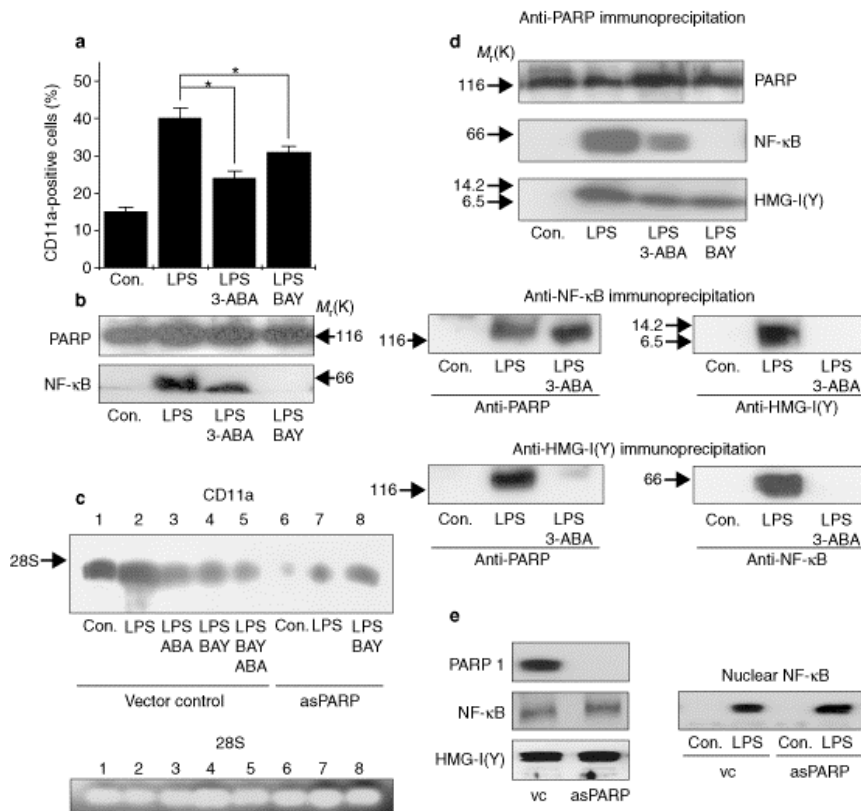 a
CD11a-positive cells (%)
50
40
30
20
10
0
Con. LPS LPS LPS
3-ABA BAY
*
*
b
Mr(K)
PARP 116
NF-κB 66
Con. LPS LPS LPS
3-ABA BAY
c
CD11a
1 2 3 4 5 6 7 8
28S
Con. LPS LPS LPS LPS Con. LPS LPS
ABA BAY BAY BAY
ABA
Vector control asPARP
28S
1 2 3 4 5 6 7 8
Anti-PARP immunoprecipitation
d
Mr(K)
116 PARP
66 NF-κB
14.2
6.5 HMG-I(Y)
Con. LPS LPS LPS
3-ABA BAY
Anti-NF-κB immunoprecipitation
116
Con. LPS LPS
3-ABA
Anti-PARP
14.2
6.5
Con. LPS LPS
3-ABA
Anti-HMG-I(Y)
Anti-HMG-I(Y) immunoprecipitation
116
Con. LPS LPS
3-ABA
Anti-PARP
66
Con. LPS LPS
3-ABA
Anti-NF-κB
e
PARP 1
NF-κB
HMG-I(Y)
vc asPARP
Nuclear NF-κB
Con. LPS Con. LPS
vc asPARP